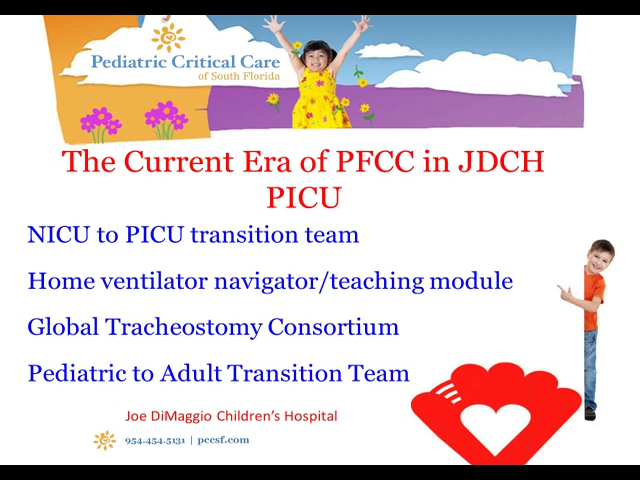 Pediatric Critical Care
of South Florida
The Current Era of PFCC in JDCH
PICU
NICU to PICU transition team
Home ventilator navigator/teaching module
Global Tracheostomy Consortium
Pediatric to Adult Transition Team
Joe DiMaggio Children's Hospital
954.454.5131 | pccsf.com